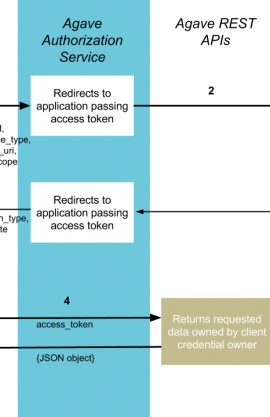 Agave
Authorization
Service
Agave REST
APIs
Redirects to
application passing
access token
2
e_type,
_uri,
cope
Redirects to
application passing
access token
n_type,
te
4
access_token
Returns requested
data owned by client
credential owner
{JSON object}